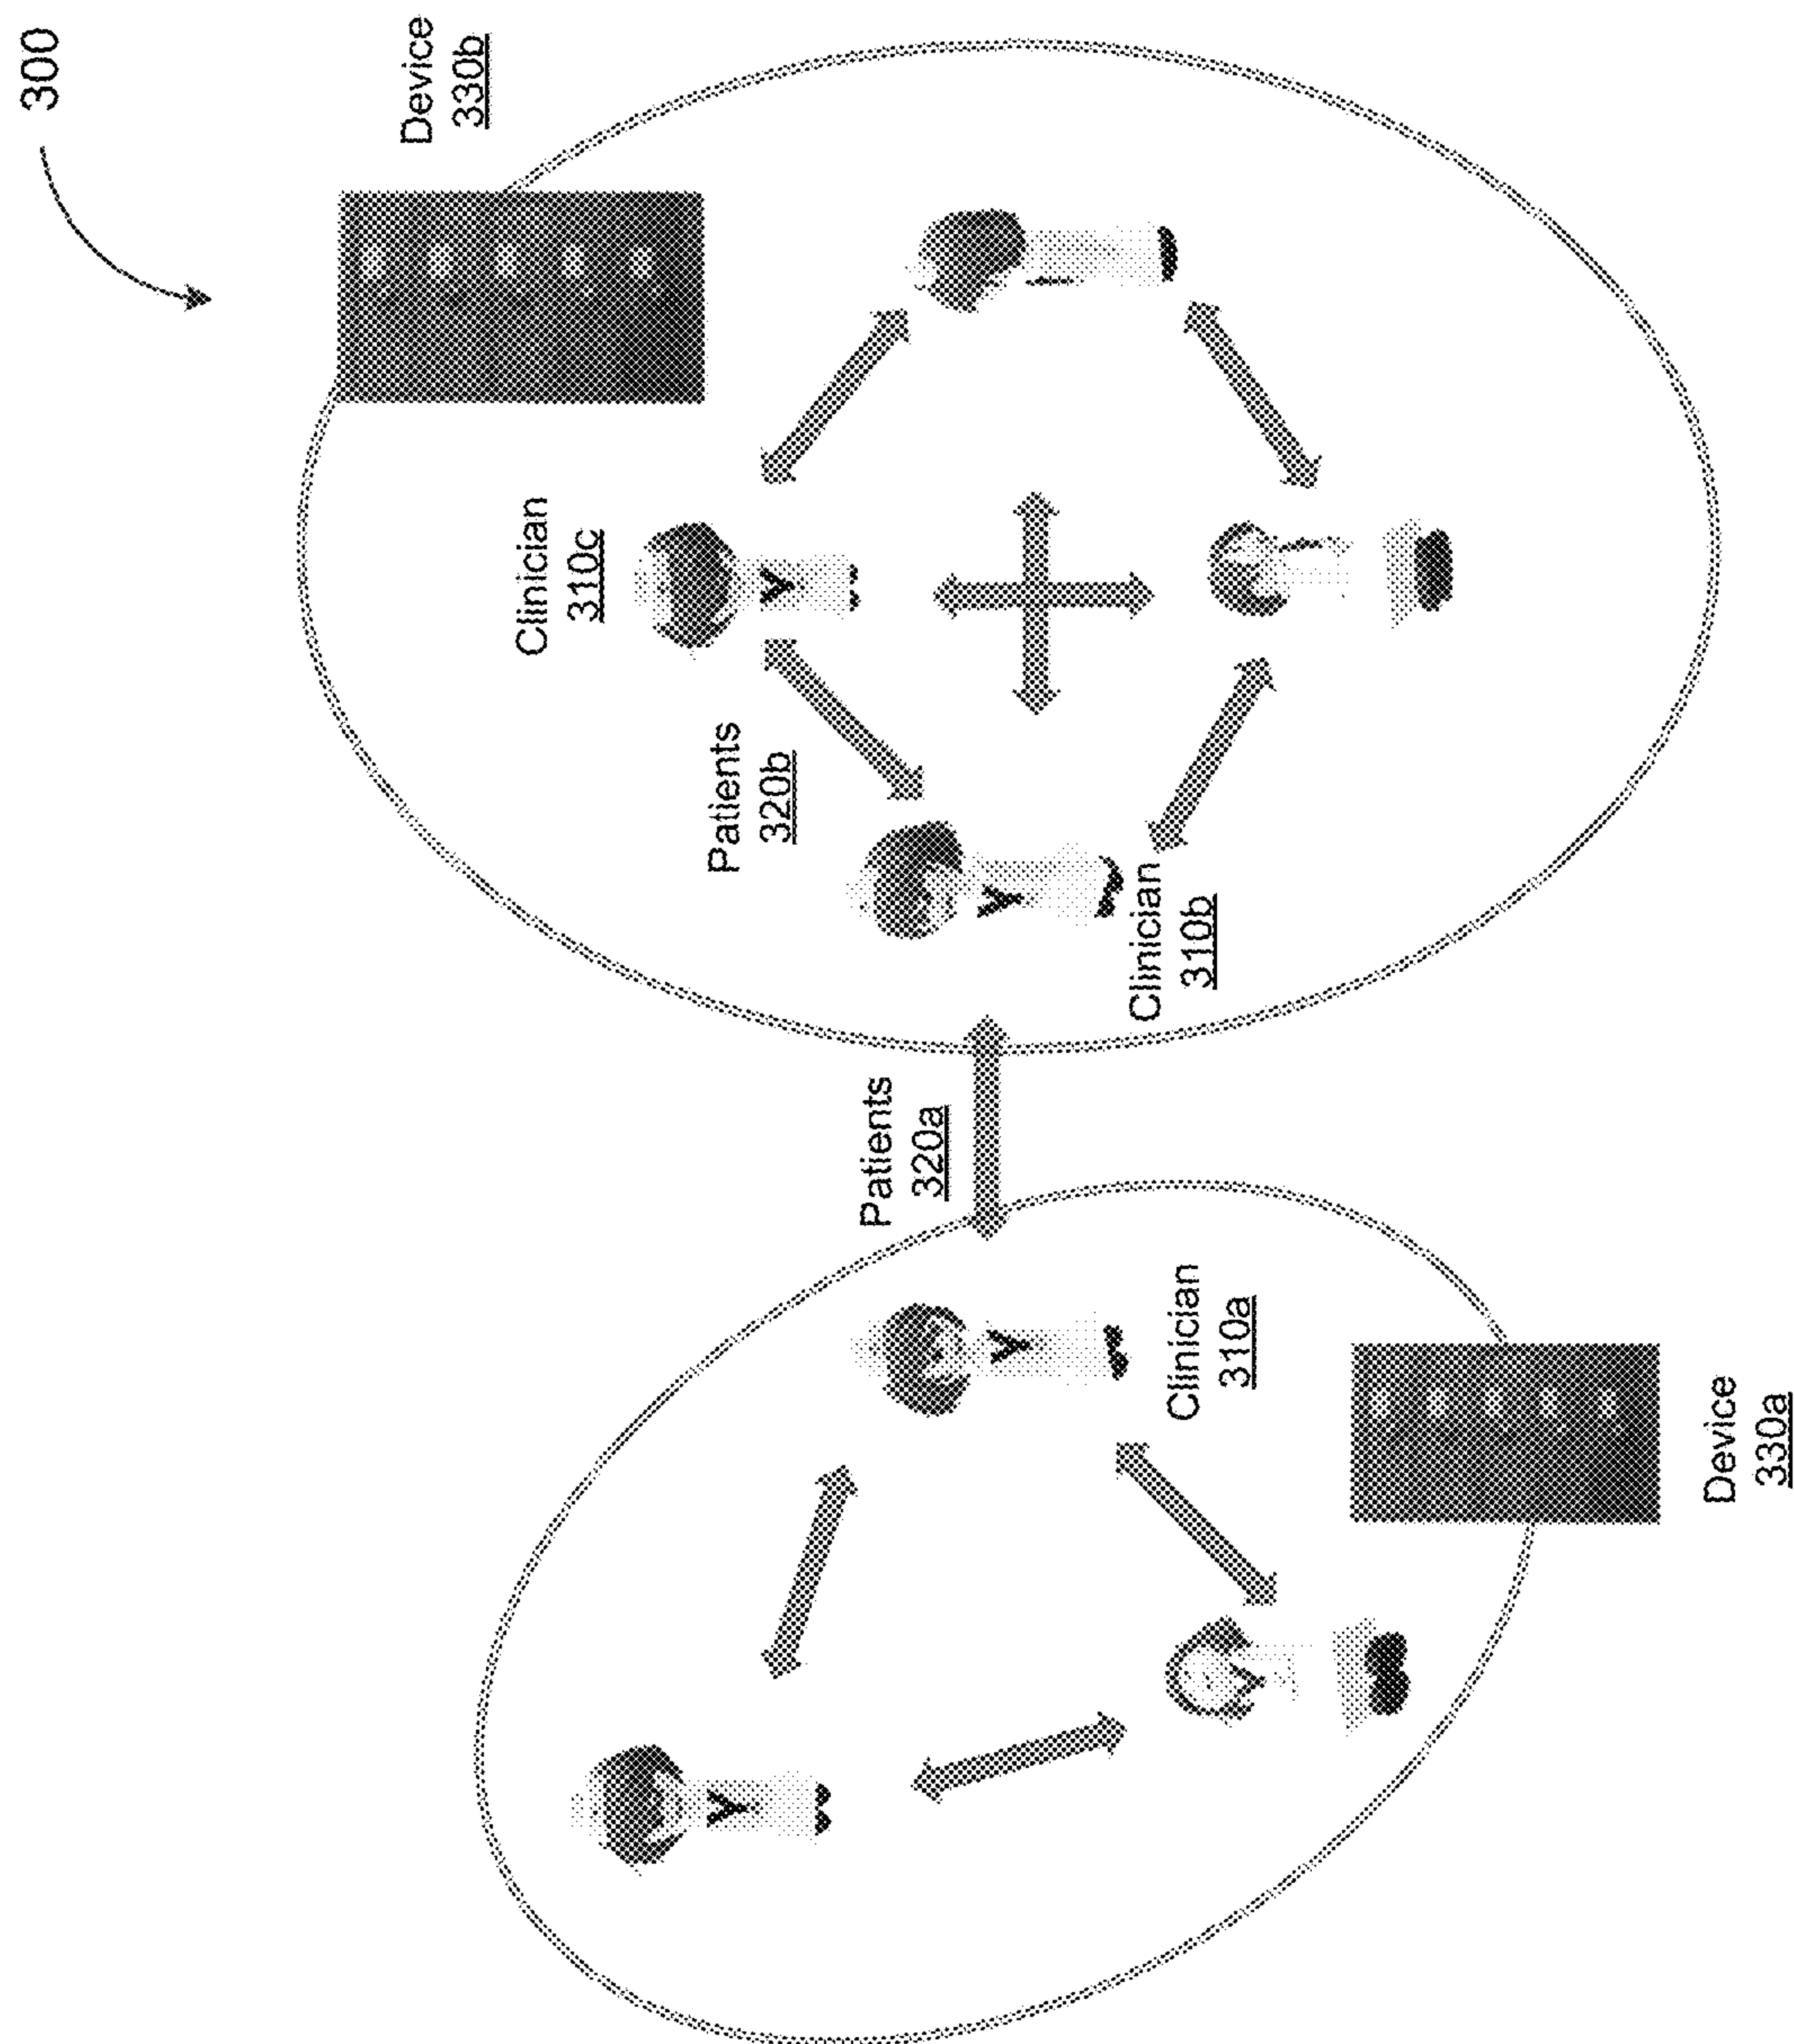 300
Device
330b
Clinician
310c
Patients
320b
Patients
320a
Clinician
310b
Clinician
310a
Device
330a